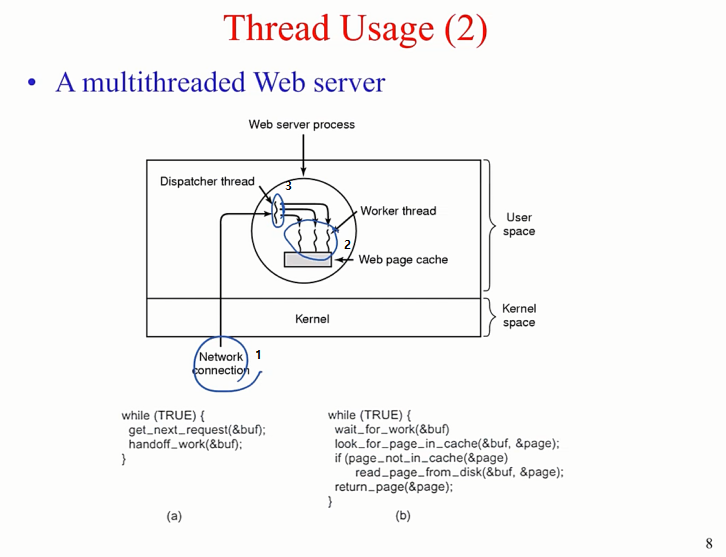 Thread Usage (2)
• A multithreaded Web server
Web server process
Dispatcher thread
3
Worker thread
2
Web page cache
User
space
Kernel
Kernel
space
Network
connection
1
while (TRUE) {
get_next_request(&buf);
handoff_work(&buf);
}
(a)
while (TRUE) {
wait_for_work(&buf)
look_for_page_in_cache(&buf, &page);
if (page_not_in_cache(&page)
read_page_from_disk(&buf, &page);
return_page(&page);
}
(b)
8